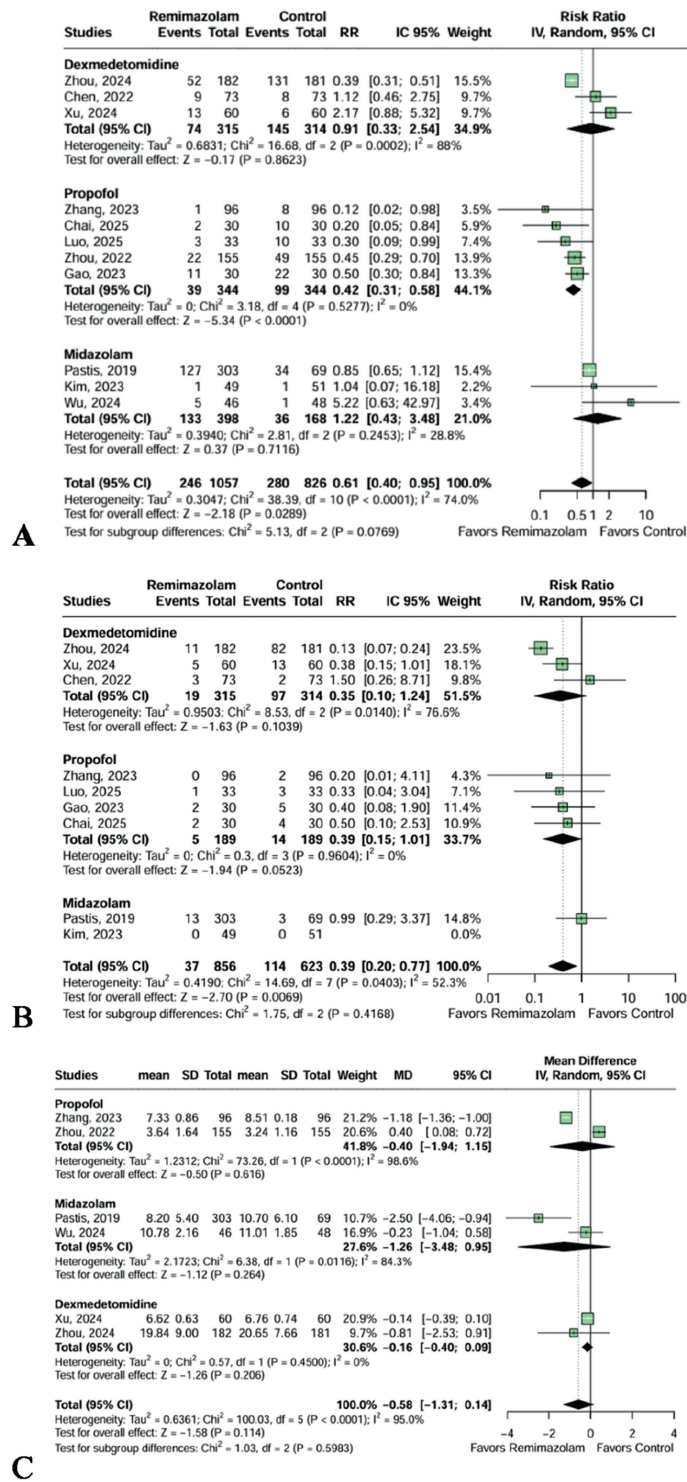 Remimazolam Control Risk Ratio
Studies Events Total Events Total RR IC 95% Weight IV, Random, 95% CI
Dexmedetomidine
Zhou, 2024 52 182 131 181 0.39 [0.31; 0.51] 15.5%
Chen, 2022 9 73 8 73 1.12 [0.46; 2.75] 9.7%
Xu, 2024 13 60 6 60 2.17 [0.88; 5.32] 9.7%
Total (95% CI) 74 315 145 314 0.91 [0.33; 2.54] 34.9%
Heterogeneity: Tau² = 0.6831; Chi² = 16.68, df = 2 (P = 0.0002); I² = 88%
Test for overall effect: Z = −0.17 (P = 0.8623)
Propofol
Zhang, 2023 1 96 8 96 0.12 [0.02; 0.98] 3.5%
Chai, 2025 2 30 10 30 0.20 [0.05; 0.84] 5.9%
Luo, 2025 3 33 10 33 0.30 [0.09; 0.99] 7.4%
Zhou, 2022 22 155 49 155 0.45 [0.29; 0.70] 13.9%
Gao, 2023 11 30 22 30 0.50 [0.30; 0.84] 13.3%
Total (95% CI) 39 344 99 344 0.42 [0.31; 0.58] 44.1%
Heterogeneity: Tau² = 0; Chi² = 3.18, df = 4 (P = 0.5277); I² = 0%
Test for overall effect: Z = −5.34 (P < 0.0001)
Midazolam
Pastis, 2019 127 303 34 69 0.85 [0.65; 1.12] 15.4%
Kim, 2023 1 49 1 51 1.04 [0.07; 16.18] 2.2%
Wu, 2024 5 46 1 48 5.22 [0.63; 42.97] 3.4%
Total (95% CI) 133 398 36 168 1.22 [0.43; 3.48] 21.0%
Heterogeneity: Tau² = 0.3940; Chi² = 2.81, df = 2 (P = 0.2453); I² = 28.8%
Test for overall effect: Z = 0.37 (P = 0.7116)
Total (95% CI) 246 1057 280 826 0.61 [0.40; 0.95] 100.0%
Heterogeneity: Tau² = 0.3047; Chi² = 38.39, df = 10 (P < 0.0001); I² = 74.0%
Test for overall effect: Z = −2.18 (P = 0.0289)
0.1 0.5 1 2 10
Test for subgroup differences: Chi² = 5.13, df = 2 (P = 0.0769) Favors Remimazolam Favors Control
A
Remimazolam Control Risk Ratio
Studies Events Total Events Total RR IC 95% Weight IV, Random, 95% CI
Dexmedetomidine
Zhou, 2024 11 182 82 181 0.13 [0.07; 0.24] 23.5%
Xu, 2024 5 60 13 60 0.38 [0.15; 1.01] 18.1%
Chen, 2022 3 73 2 73 1.50 [0.26; 8.71] 9.8%
Total (95% CI) 19 315 97 314 0.35 [0.10; 1.24] 51.5%
Heterogeneity: Tau² = 0.9503; Chi² = 8.53, df = 2 (P = 0.0140); I² = 76.6%
Test for overall effect: Z = −1.63 (P = 0.1039)
Propofol
Zhang, 2023 0 96 2 96 0.20 [0.01; 4.11] 4.3%
Luo, 2025 1 33 3 33 0.33 [0.04; 3.04] 7.1%
Gao, 2023 2 30 5 30 0.40 [0.08; 1.90] 11.4%
Chai, 2025 2 30 4 30 0.50 [0.10; 2.53] 10.9%
Total (95% CI) 5 189 14 189 0.39 [0.15; 1.01] 33.7%
Heterogeneity: Tau² = 0; Chi² = 0.3, df = 3 (P = 0.9604); I² = 0%
Test for overall effect: Z = −1.94 (P = 0.0523)
Midazolam
Pastis, 2019 13 303 3 69 0.99 [0.29; 3.37] 14.8%
Kim, 2023 0 49 0 51 0.0%
Total (95% CI) 37 856 114 623 0.39 [0.20; 0.77] 100.0%
Heterogeneity: Tau² = 0.4190; Chi² = 14.69, df = 7 (P = 0.0403); I² = 52.3%
Test for overall effect: Z = −2.70 (P = 0.0069) 0.01 0.1 1 10 100
Test for subgroup differences: Chi² = 1.75, df = 2 (P = 0.4168) Favors Remimazolam Favors Control
B
Mean Difference
Studies mean SD Total mean SD Total Weight MD 95% CI IV, Random, 95% CI
Propofol
Zhang, 2023 7.33 0.86 96 8.51 0.18 96 21.2% −1.18 [−1.36; −1.00]
Zhou, 2022 3.64 1.64 155 3.24 1.16 155 20.6% 0.40 [ 0.08; 0.72]
Total (95% CI) 41.8% −0.40 [−1.94; 1.15]
Heterogeneity: Tau² = 1.2312; Chi² = 73.26, df = 1 (P < 0.0001); I² = 98.6%
Test for overall effect: Z = −0.50 (P = 0.616)
Midazolam
Pastis, 2019 8.20 5.40 303 10.70 6.10 69 10.7% −2.50 [−4.06; −0.94]
Wu, 2024 10.78 2.16 46 11.01 1.85 48 16.9% −0.23 [−1.04; 0.58]
Total (95% CI) 27.6% −1.26 [−3.48; 0.95]
Heterogeneity: Tau² = 2.1723; Chi² = 6.38, df = 1 (P = 0.0116); I² = 84.3%
Test for overall effect: Z = −1.12 (P = 0.264)
Dexmedetomidine
Xu, 2024 6.62 0.63 60 6.76 0.74 60 20.9% −0.14 [−0.39; 0.10]
Zhou, 2024 19.84 9.00 182 20.65 7.66 181 9.7% −0.81 [−2.53; 0.91]
Total (95% CI) 30.6% −0.16 [−0.40; 0.09]
Heterogeneity: Tau² = 0; Chi² = 0.57, df = 1 (P = 0.4500); I² = 0%
Test for overall effect: Z = −1.26 (P = 0.206)
Total (95% CI) 100.0% −0.58 [−1.31; 0.14]
Heterogeneity: Tau² = 0.6361; Chi² = 100.03, df = 5 (P < 0.0001); I² = 95.0%
Test for overall effect: Z = −1.58 (P = 0.114) −4 −2 0 2 4
Test for subgroup differences: Chi² = 1.03, df = 2 (P = 0.5983) Favors Remimazolam Favors Control
C